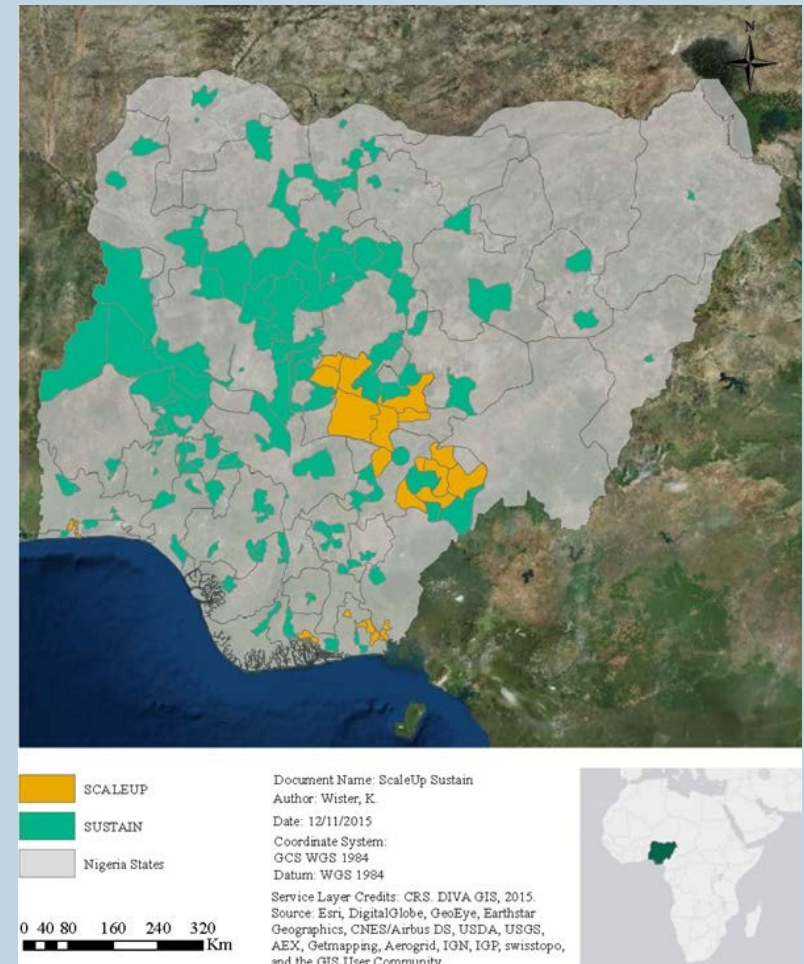 N
SCALEUP
SUSTAIN
Nigeria States
0 40 80 160 240 320
Km
Document Name: ScaleUp Sustain
Author: Wister, K.
Date: 12/11/2015
Coordinate System:
GCS WGS 1984
Datum: WGS 1984
Service Layer Credits: CRS. DIVA GIS, 2015.
Source: Esri, DigitalGlobe, GeoEye, Earthstar
Geographics, CNES/Airbus DS, USDA, USGS,
AEX, Getmapping, Aerogrid, IGN, IGP, swisstopo,
and the GIS User Community